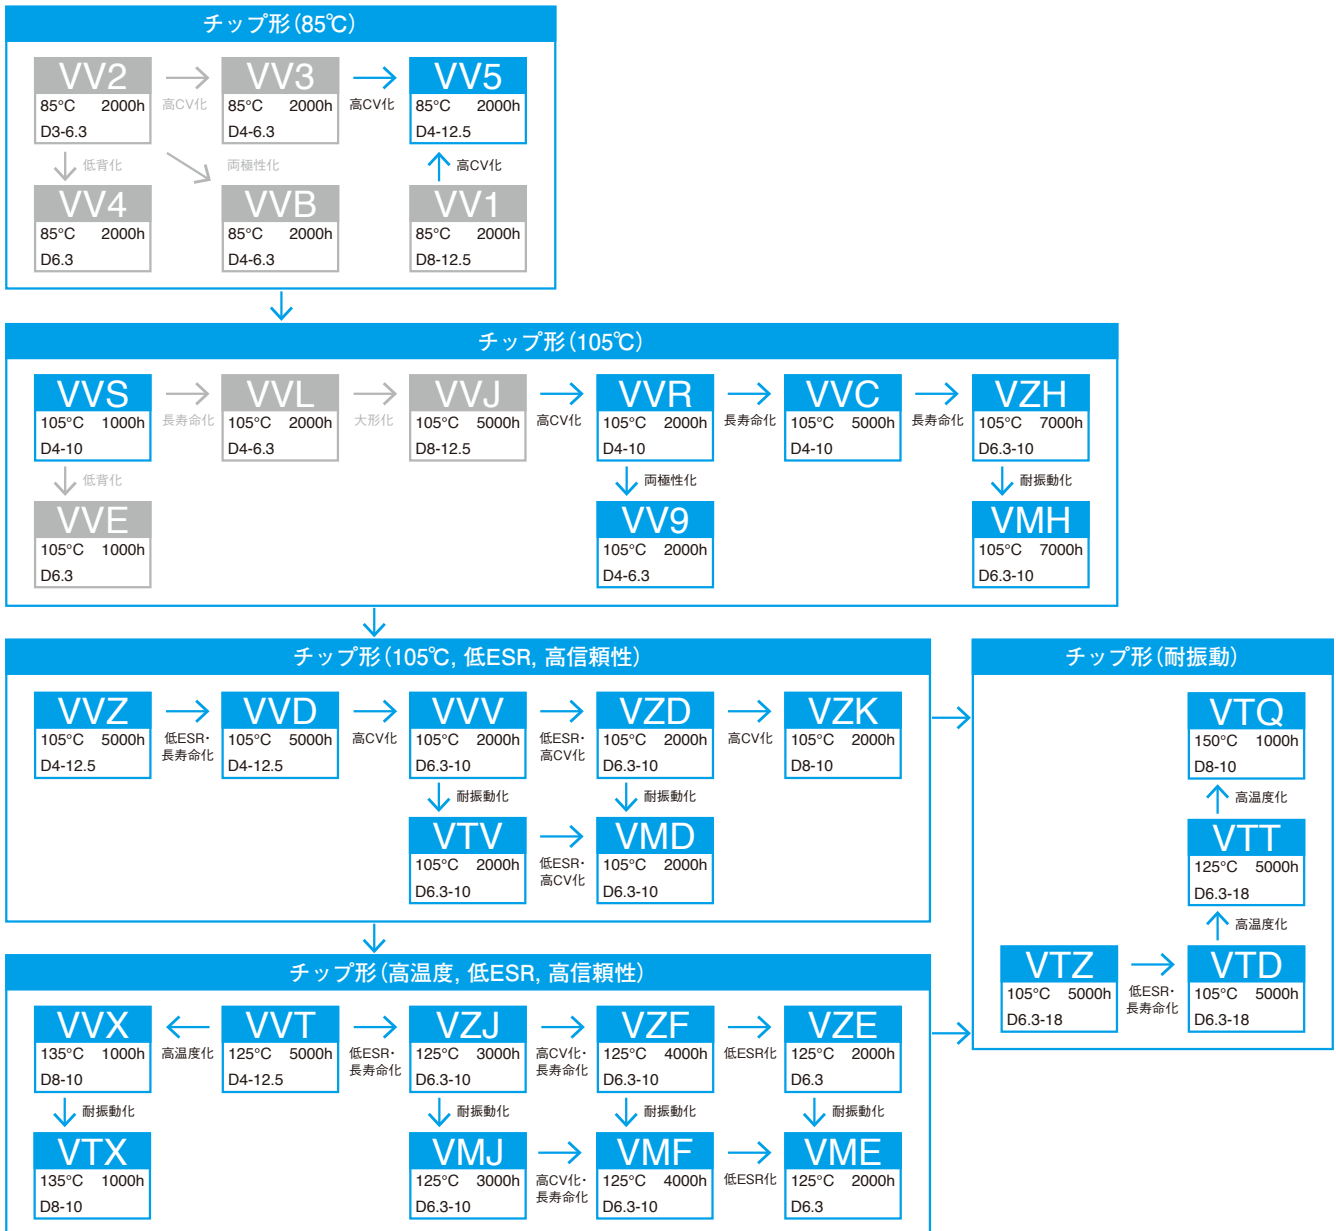 チップ形(85℃)
VV2
85°C 2000h
D3-6.3
高CV化
VV3
85°C 2000h
D4-6.3
高CV化
VV5
85°C 2000h
D4-12.5
低背化
両極性化
高CV化
VV4
85°C 2000h
D6.3
VVB
85°C 2000h
D4-6.3
VV1
85°C 2000h
D8-12.5
チップ形(105℃)
VVS
105°C 1000h
D4-10
長寿命化
VVL
105°C 2000h
D4-6.3
大形化
VVJ
105°C 5000h
D8-12.5
高CV化
VVR
105°C 2000h
D4-10
長寿命化
VVC
105°C 5000h
D4-10
長寿命化
VZH
105°C 7000h
D6.3-10
低背化
両極性化
耐振動化
VVE
105°C 1000h
D6.3
VV9
105°C 2000h
D4-6.3
VMH
105°C 7000h
D6.3-10
チップ形(105℃, 低ESR, 高信頼性)
VVZ
105°C 5000h
D4-12.5
低ESR・
長寿命化
VVD
105°C 5000h
D4-12.5
高CV化
VVV
105°C 2000h
D6.3-10
低ESR・
高CV化
VZD
105°C 2000h
D6.3-10
高CV化
VZK
105°C 2000h
D8-10
耐振動化
耐振動化
VTV
105°C 2000h
D6.3-10
低ESR・
高CV化
VMD
105°C 2000h
D6.3-10
チップ形(耐振動)
VTQ
150°C 1000h
D8-10
高温度化
VTT
125°C 5000h
D6.3-18
高温度化
VTZ
105°C 5000h
D6.3-18
低ESR・
長寿命化
VTD
105°C 5000h
D6.3-18
チップ形(高温度, 低ESR, 高信頼性)
VVX
135°C 1000h
D8-10
高温度化
VVT
125°C 5000h
D4-12.5
低ESR・
長寿命化
VZJ
125°C 3000h
D6.3-10
高CV化・
長寿命化
VZF
125°C 4000h
D6.3-10
低ESR化
VZE
125°C 2000h
D6.3
耐振動化
耐振動化
耐振動化
耐振動化
VTX
135°C 1000h
D8-10
VMJ
125°C 3000h
D6.3-10
高CV化・
長寿命化
VMF
125°C 4000h
D6.3-10
低ESR化
VME
125°C 2000h
D6.3